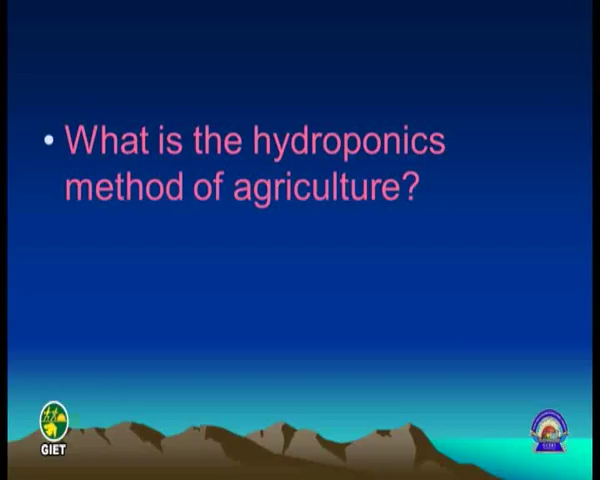 • What is the hydroponics
method of agriculture?
GIET